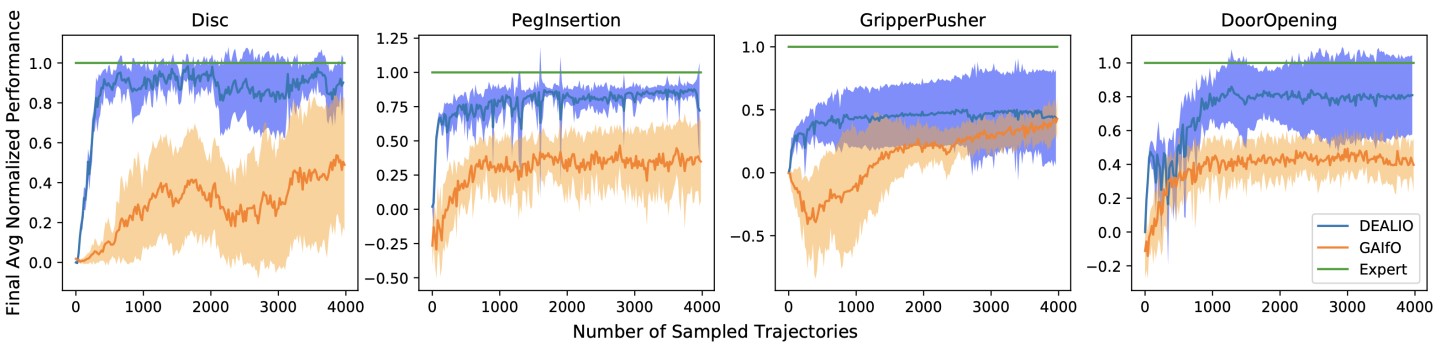 Disc
PegInsertion
GripperPusher
DoorOpening
Final Avg Normalized Performance
1.0
0.8
0.6
0.4
0.2
0.0
0 1000 2000 3000 4000
1.25
1.00
0.75
0.50
0.25
0.00
−0.25
−0.50
0 1000 2000 3000 4000
1.0
0.5
0.0
−0.5
0 1000 2000 3000 4000
1.0
0.8
0.6
0.4
0.2
0.0
−0.2
0 1000 2000 3000 4000
DEALIO
GAIfO
Expert
Number of Sampled Trajectories